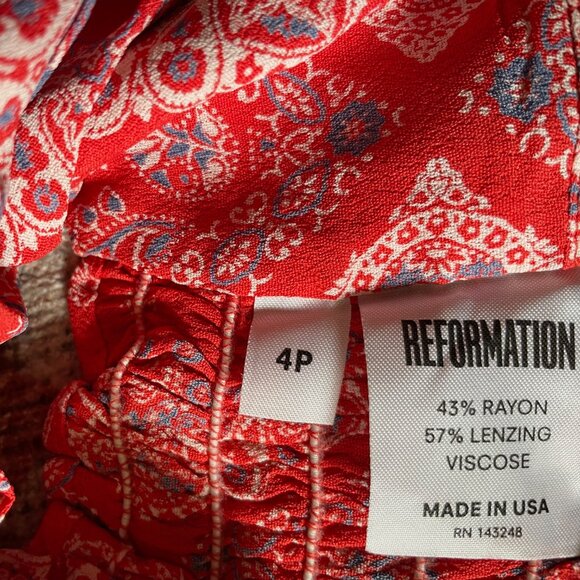 4P
REFORMATION
43% RAYON
57% LENZING
VISCOSE
MADE IN USA
RN 143248